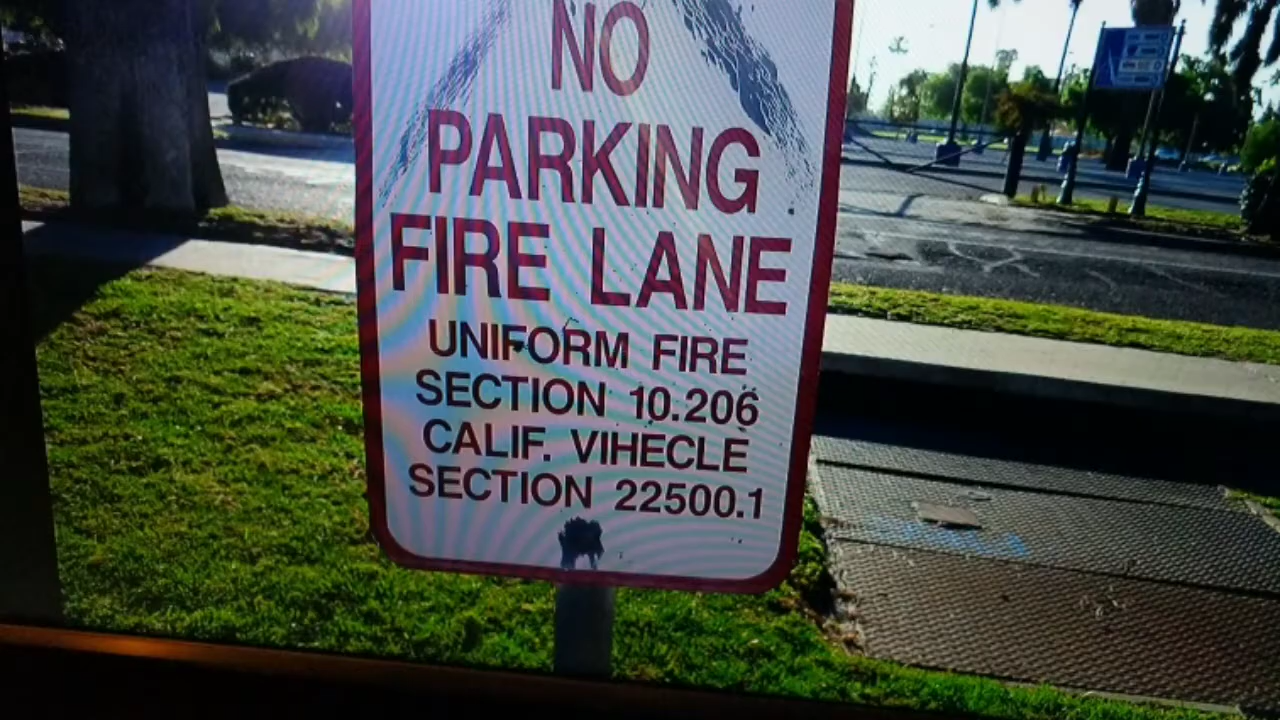 NO
PARKING
FIRE LANE
UNIFORM FIRE
SECTION 10.206
CALIF. VIHECLE
SECTION 22500.1